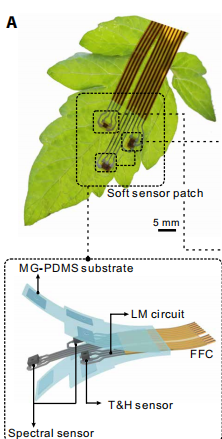 A
Soft sensor patch
5 mm
MG-PDMS substrate
LM circuit
FFC
T&H sensor
Spectral sensor